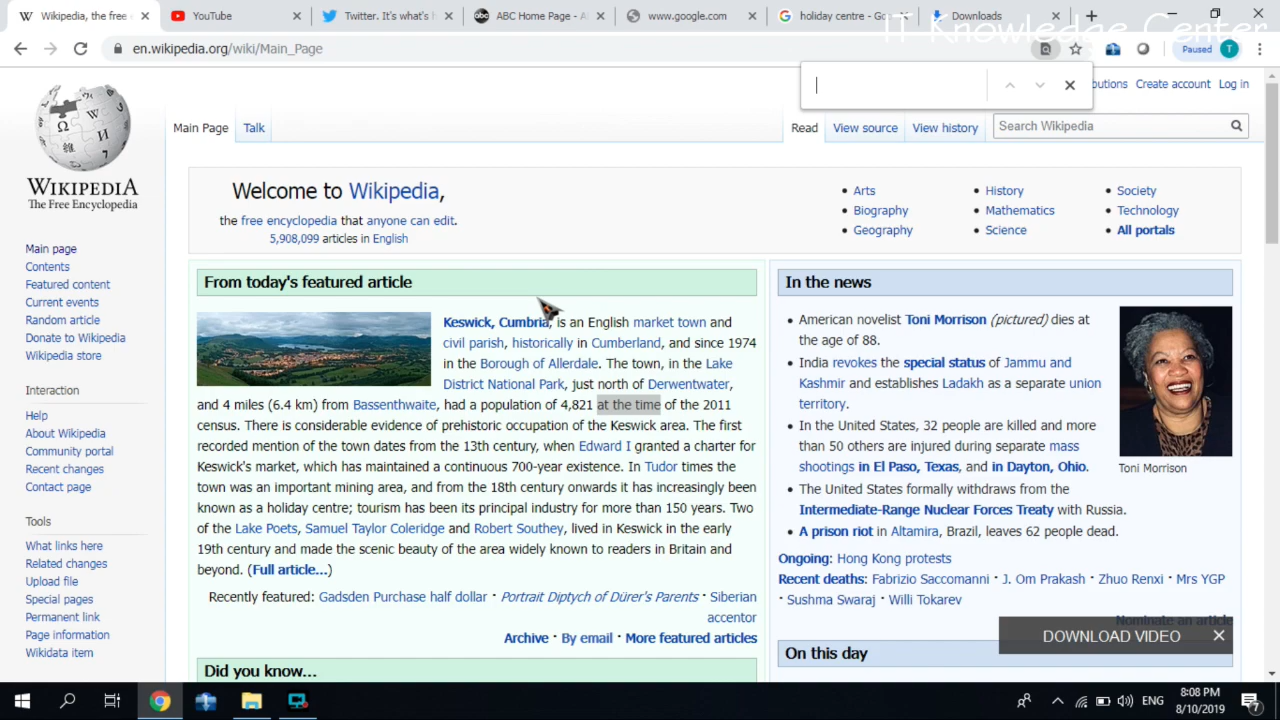 Wikipedia, the free e
YouTube
Twitter. It's what's h
ABC Home Page - A
www.google.com
holiday centre - Go
Downloads
IT Knowledge Center
en.wikipedia.org/wiki/Main_Page
Paused
T
butions
Create account
Log in
Main Page
Talk
Read
View source
View history
Search Wikipedia
WIKIPEDIA
The Free Encyclopedia
Main page
Contents
Featured content
Current events
Random article
Donate to Wikipedia
Wikipedia store
Interaction
Help
About Wikipedia
Community portal
Recent changes
Contact page
Tools
What links here
Related changes
Upload file
Special pages
Permanent link
Page information
Wikidata item
Welcome to Wikipedia,
the free encyclopedia that anyone can edit.
5,908,099 articles in English
Arts
Biography
Geography
History
Mathematics
Science
Society
Technology
All portals
From today's featured article
Keswick, Cumbria, is an English market town and
civil parish, historically in Cumberland, and since 1974
in the Borough of Allerdale. The town, in the Lake
District National Park, just north of Derwentwater,
and 4 miles (6.4 km) from Bassenthwaite, had a population of 4,821 at the time of the 2011
census. There is considerable evidence of prehistoric occupation of the Keswick area. The first
recorded mention of the town dates from the 13th century, when Edward I granted a charter for
Keswick's market, which has maintained a continuous 700-year existence. In Tudor times the
town was an important mining area, and from the 18th century onwards it has increasingly been
known as a holiday centre; tourism has been its principal industry for more than 150 years. Two
of the Lake Poets, Samuel Taylor Coleridge and Robert Southey, lived in Keswick in the early
19th century and made the scenic beauty of the area widely known to readers in Britain and
beyond. (Full article...)
Recently featured: Gadsden Purchase half dollar · Portrait Diptych of Dürer's Parents · Siberian
accentor
Archive · By email · More featured articles
Did you know...
In the news
American novelist Toni Morrison (pictured) dies at
the age of 88.
India revokes the special status of Jammu and
Kashmir and establishes Ladakh as a separate union
territory.
In the United States, 32 people are killed and more
than 50 others are injured during separate mass
shootings in El Paso, Texas, and in Dayton, Ohio.
The United States formally withdraws from the
Intermediate-Range Nuclear Forces Treaty with Russia.
A prison riot in Altamira, Brazil, leaves 62 people dead.
Toni Morrison
Ongoing: Hong Kong protests
Recent deaths: Fabrizio Saccomanni · J. Om Prakash · Zhuo Renxi · Mrs YGP
· Sushma Swaraj · Willi Tokarev
Nominate an article
DOWNLOAD VIDEO
On this day
ENG
8:08 PM
8/10/2019
7